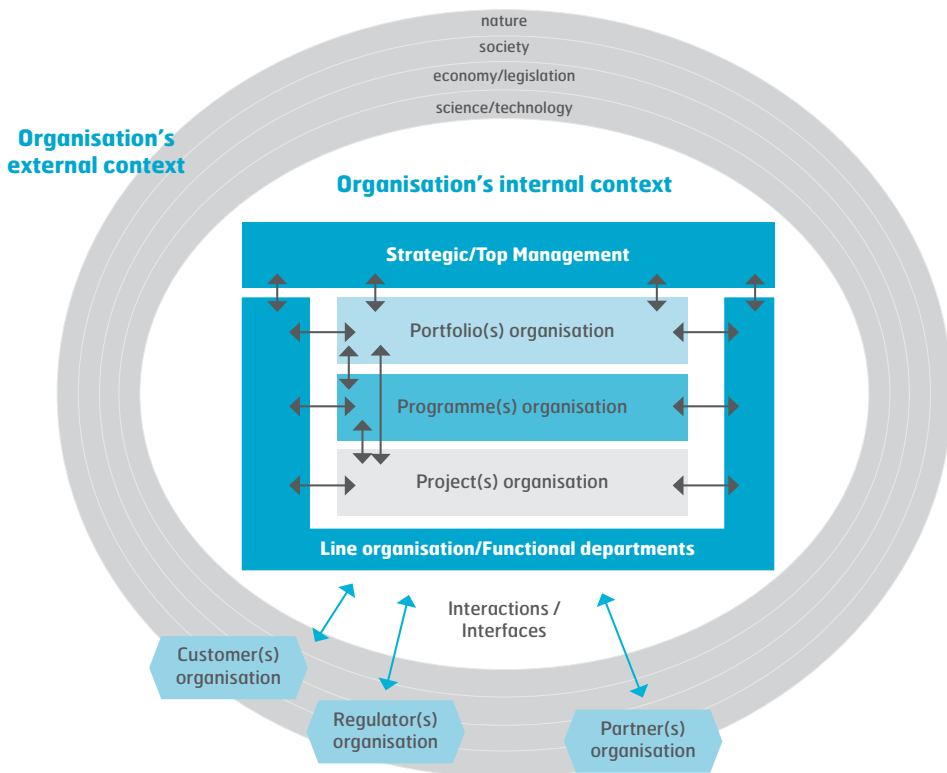 nature
society
economy/legislation
science/technology
Organisation's
external context
Organisation's internal context
Strategic/Top Management
Portfolio(s) organisation
Programme(s) organisation
Project(s) organisation
Line organisation/Functional departments
Interactions /
Interfaces
Customer(s)
organisation
Regulator(s)
organisation
Partner(s)
organisation